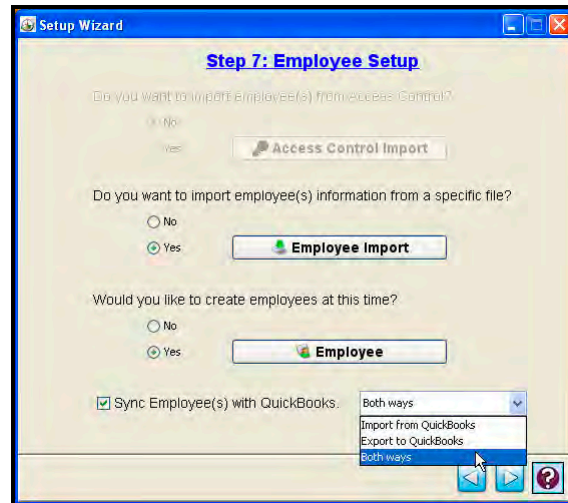 Setup Wizard
Step 7: Employee Setup
Do you want to import employee(s) from Access Control?
No
Yes
Access Control Import
Do you want to import employee(s) information from a specific file?
No
Yes
Employee Import
Would you like to create employees at this time?
No
Yes
Employee
Sync Employee(s) with QuickBooks.
Both ways
Import from QuickBooks
Export to QuickBooks
Both ways
?